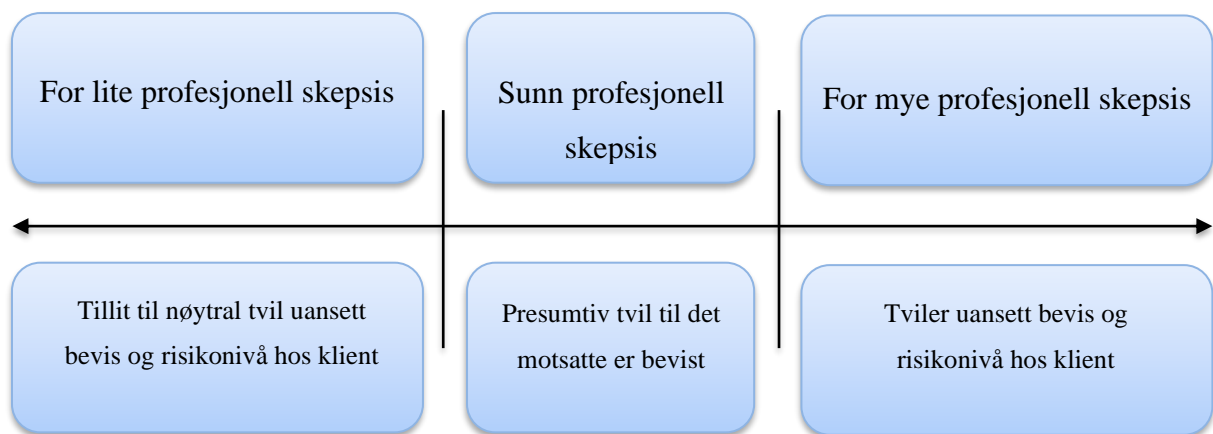 For lite profesjonell skepsis
Sunn profesjonell
skepsis
For mye profesjonell skepsis
Tillit til nøytral tvil uansett
bevis og risikonivå hos klient
Presumtiv tvil til det
motsatte er bevist
Tviler uansett bevis og
risikonivå hos klient